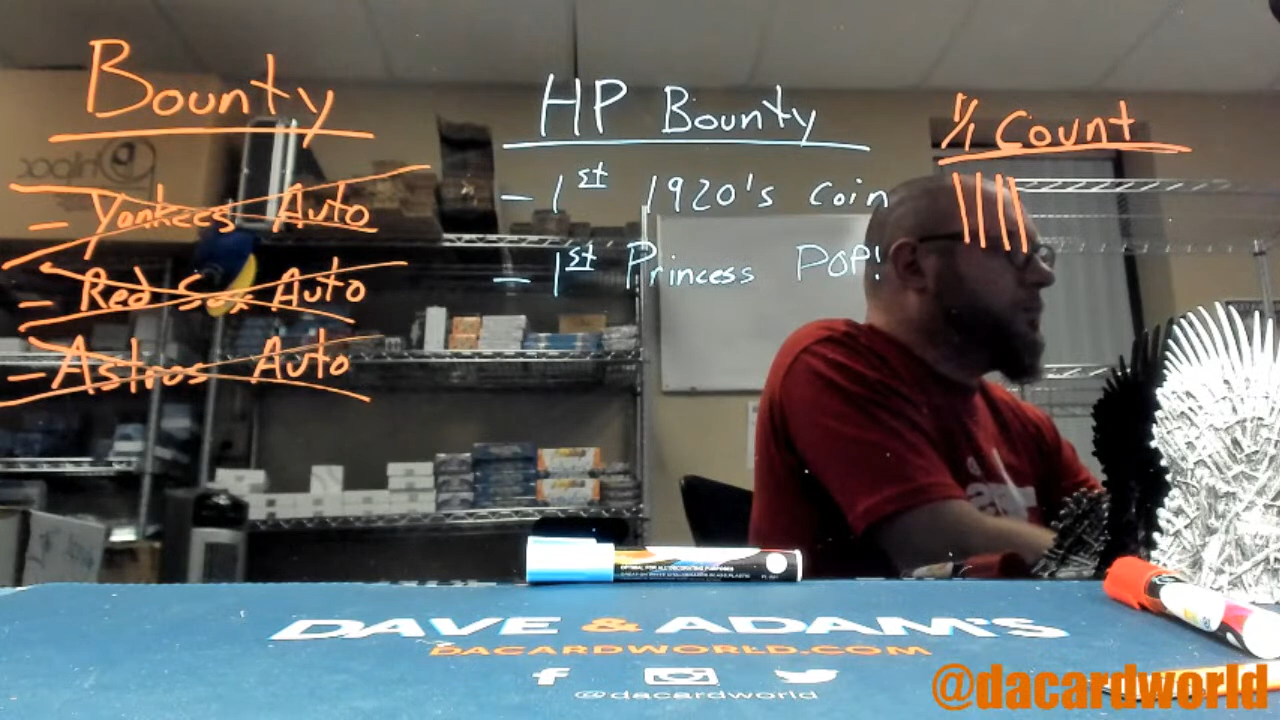 Bounty
- Yankees Auto
- Red Sox Auto
- Astros Auto
HP Bounty
- 1st 1920's Coin
- 1st Princess POP!
1/1 Count
||||
DAVE & ADAM'S
DACARDWORLD.COM
@dacardworld
@dacardworld